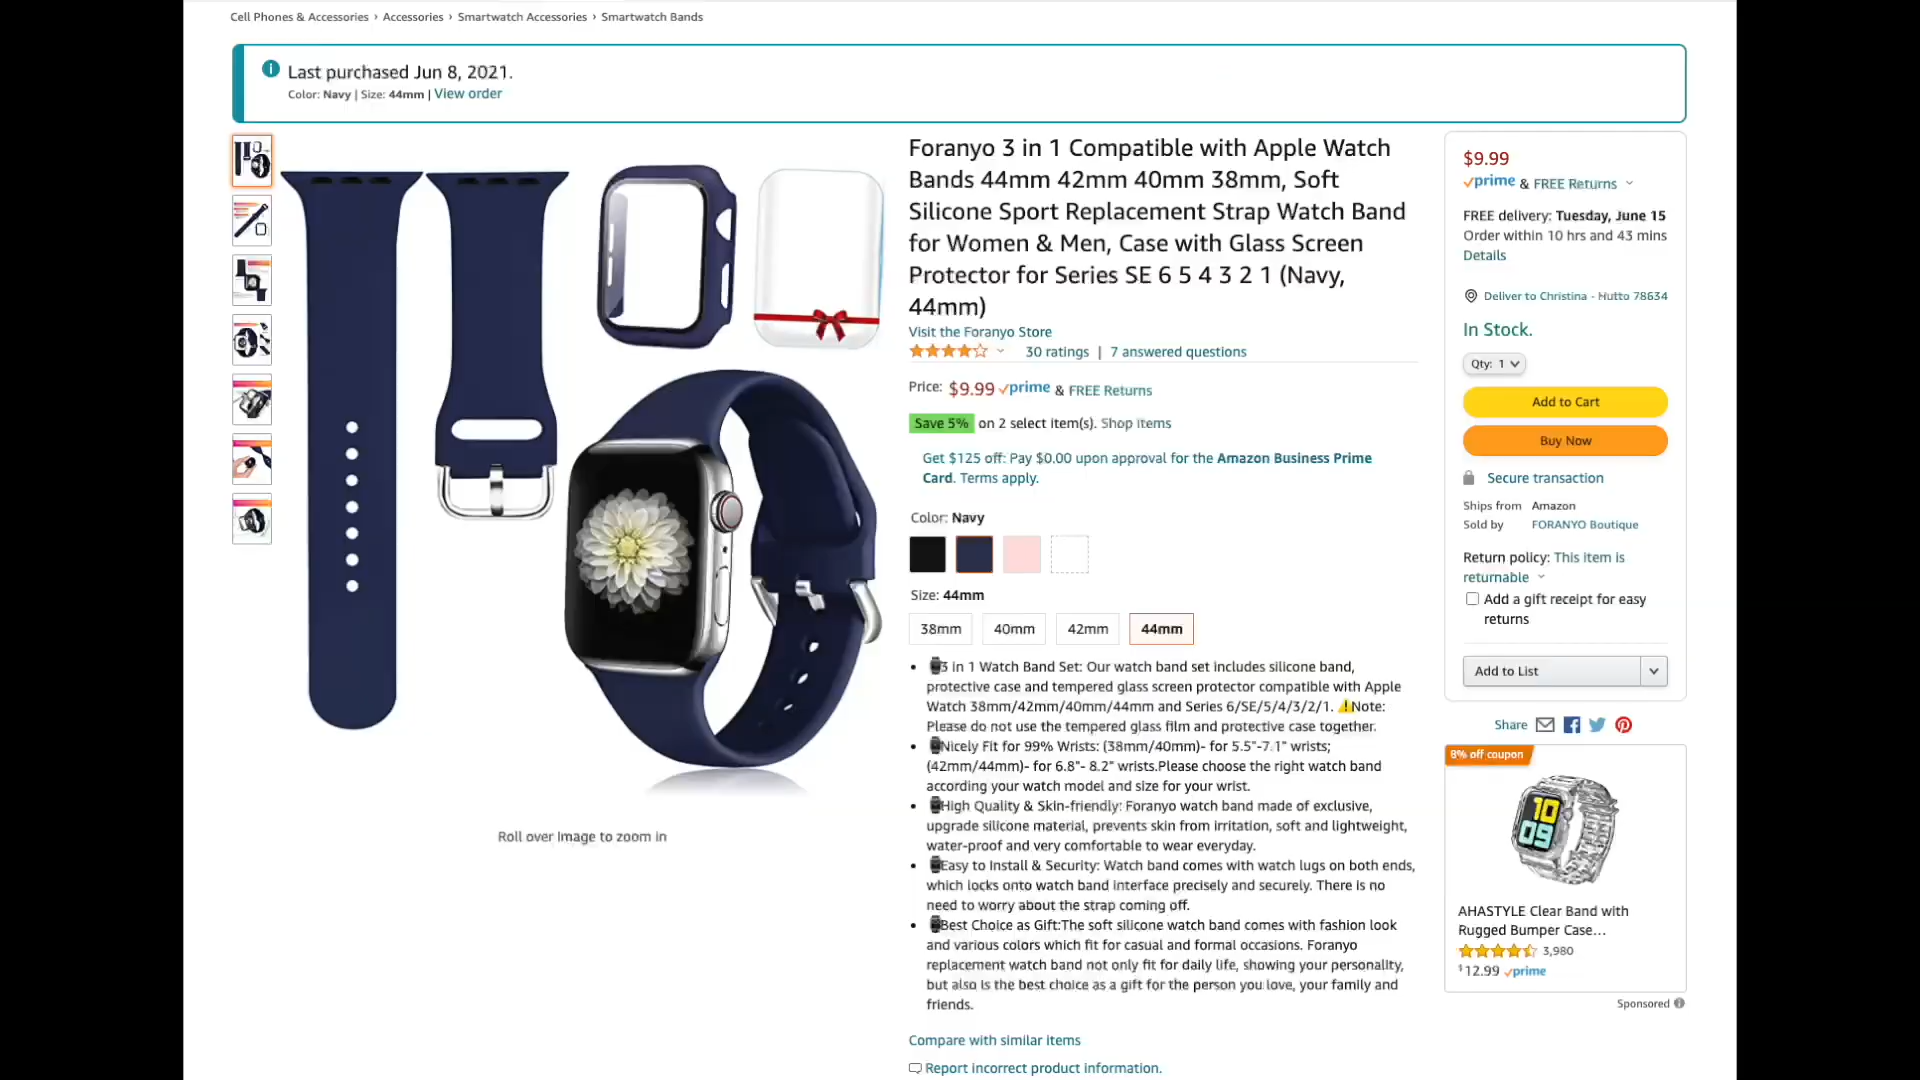 Cell Phones & Accessories › Accessories › Smartwatch Accessories › Smartwatch Bands
Last purchased Jun 8, 2021.
Color: Navy | Size: 44mm | View order
Foranyo 3 in 1 Compatible with Apple Watch
Bands 44mm 42mm 40mm 38mm, Soft
Silicone Sport Replacement Strap Watch Band
for Women & Men, Case with Glass Screen
Protector for Series SE 6 5 4 3 2 1 (Navy,
44mm)
Visit the Foranyo Store
30 ratings | 7 answered questions
Price: $9.99 prime & FREE Returns
Save 5% on 2 select item(s). Shop items
Get $125 off: Pay $0.00 upon approval for the Amazon Business Prime
Card. Terms apply.
Color: Navy
Size: 44mm
38mm 40mm 42mm 44mm
• 3 in 1 Watch Band Set: Our watch band set includes silicone band,
protective case and tempered glass screen protector compatible with Apple
Watch 38mm/42mm/40mm/44mm and Series 6/SE/5/4/3/2/1. ⚠Note:
Please do not use the tempered glass film and protective case together.
• Nicely Fit for 99% Wrists: (38mm/40mm)- for 5.5"-7.1" wrists;
(42mm/44mm)- for 6.8"- 8.2" wrists.Please choose the right watch band
according your watch model and size for your wrist.
• High Quality & Skin-friendly: Foranyo watch band made of exclusive,
upgrade silicone material, prevents skin from irritation, soft and lightweight,
water-proof and very comfortable to wear everyday.
• Easy to Install & Security: Watch band comes with watch lugs on both ends,
which locks onto watch band interface precisely and securely. There is no
need to worry about the strap coming off.
• Best Choice as Gift:The soft silicone watch band comes with fashion look
and various colors which fit for casual and formal occasions. Foranyo
replacement watch band not only fit for daily life, showing your personality,
but also is the best choice as a gift for the person you love, your family and
friends.
Compare with similar items
Report incorrect product information.
Roll over image to zoom in
$9.99
prime & FREE Returns
FREE delivery: Tuesday, June 15
Order within 10 hrs and 43 mins
Details
Deliver to Christina - Hutto 78634
In Stock.
Qty: 1
Add to Cart
Buy Now
Secure transaction
Ships from Amazon
Sold by FORANYO Boutique
Return policy: This item is
returnable
Add a gift receipt for easy
returns
Add to List
Share
8% off coupon
10
09
AHASTYLE Clear Band with
Rugged Bumper Case...
3,980
$12.99 prime
Sponsored